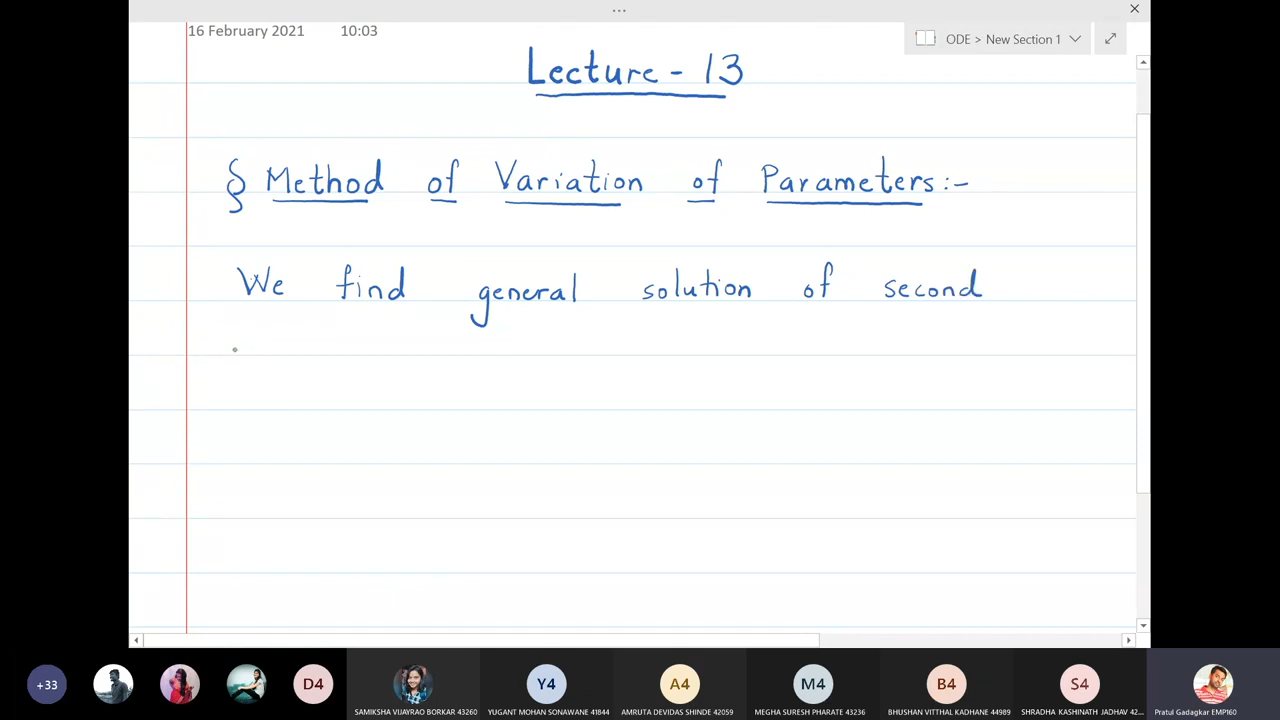 16 February 2021 10:03
ODE > New Section 1
Lecture - 13
§ Method of Variation of Parameters:-
We find general solution of second
+33
D4
Y4
A4
M4
B4
S4
SAMIKSHA VIJAYRAO BORKAR 43260
YUGANT MOHAN SONAWANE 41844
AMRUTA DEVIDAS SHINDE 42059
MEGHA SURESH PHARATE 43236
BHUSHAN VITTHAL KADHANE 44989
SHRADHA KASHINATH JADHAV 42...
Pratul Gadagkar EMP160